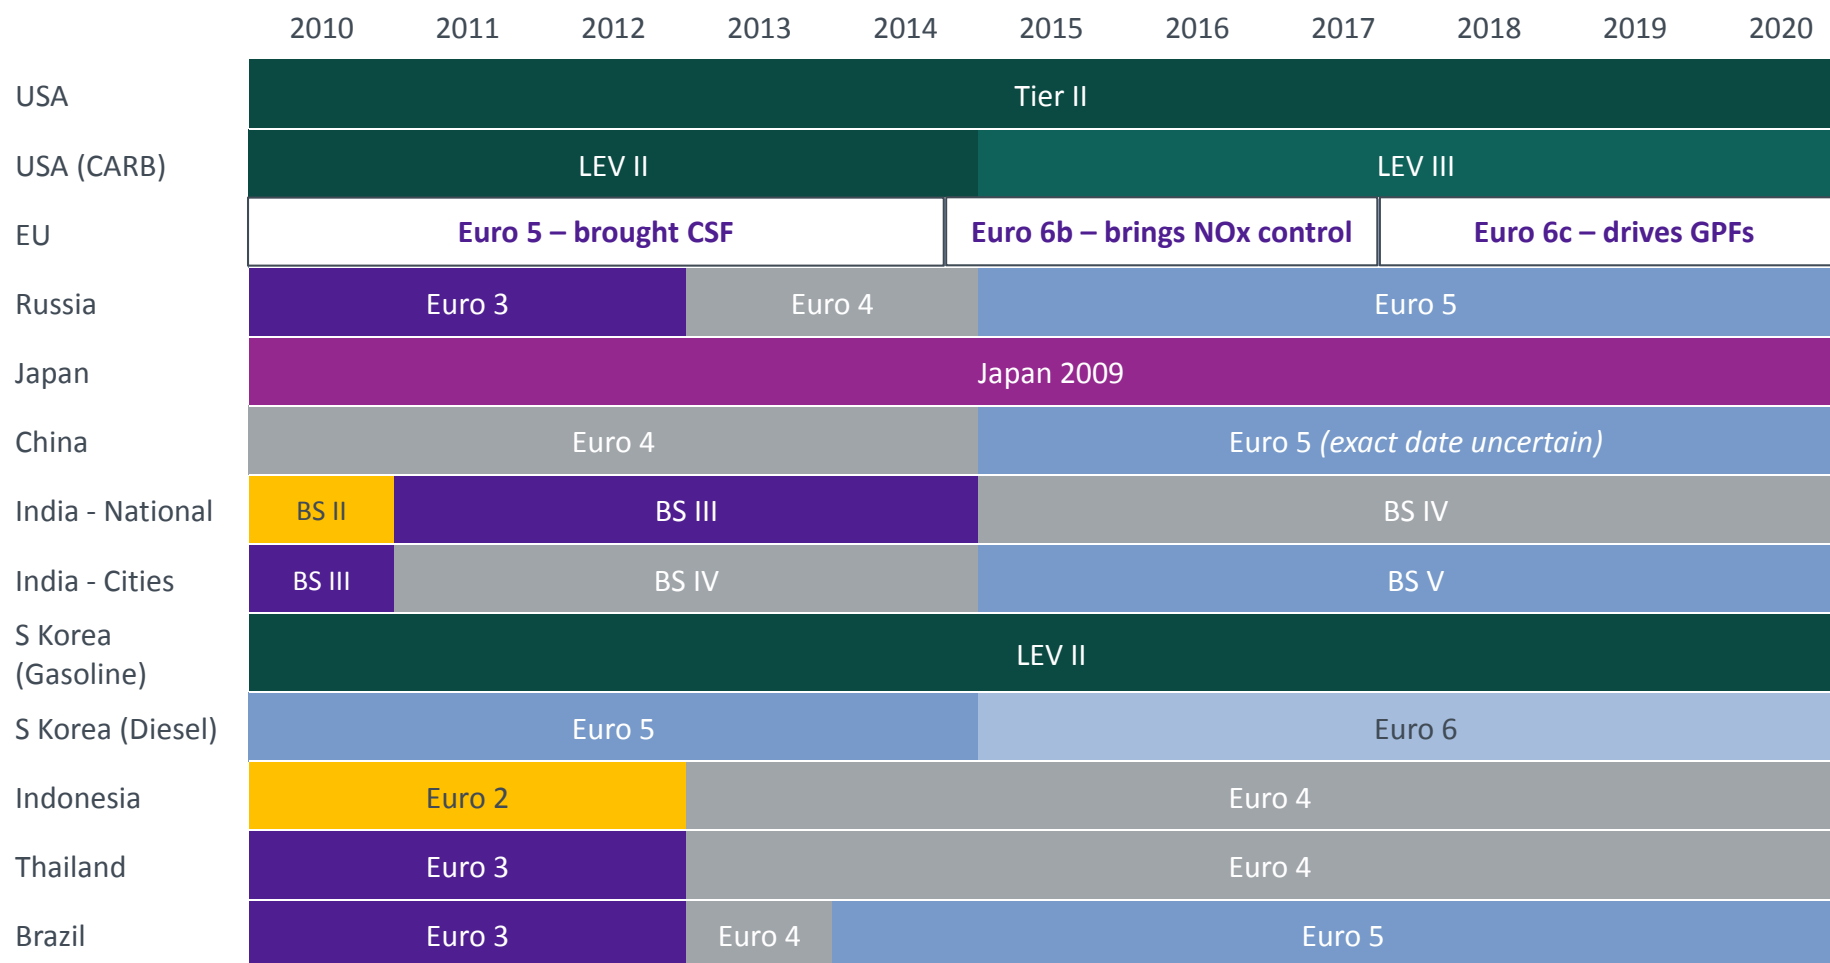 2010 2011 2012 2013 2014 2015 2016 2017 2018 2019 2020
USA Tier II
USA (CARB) LEV II LEV III
EU Euro 5 – brought CSF Euro 6b – brings NOx control Euro 6c – drives GPFs
Russia Euro 3 Euro 4 Euro 5
Japan Japan 2009
China Euro 4 Euro 5 (exact date uncertain)
India - National BS II BS III BS IV
India - Cities BS III BS IV BS V
S Korea
(Gasoline) LEV II
S Korea (Diesel) Euro 5 Euro 6
Indonesia Euro 2 Euro 4
Thailand Euro 3 Euro 4
Brazil Euro 3 Euro 4 Euro 5